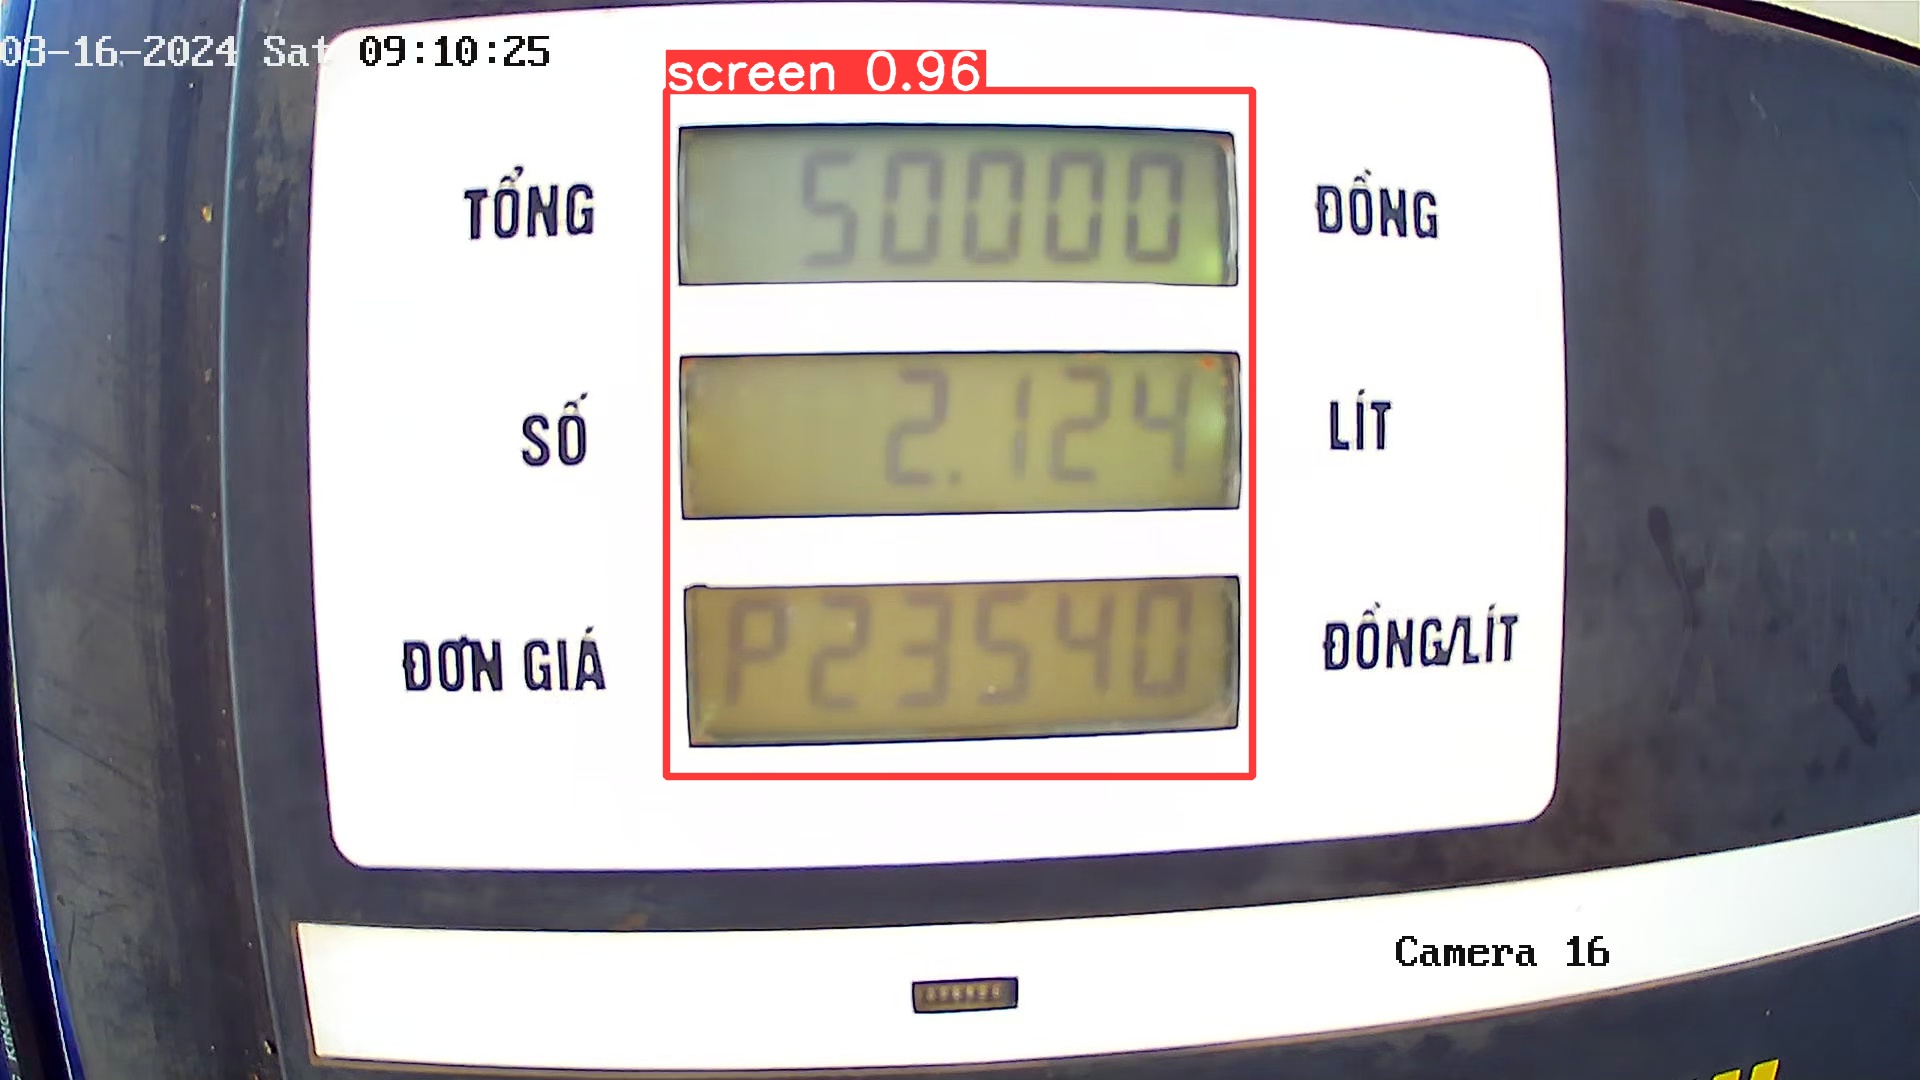 03-16-2024 Sat 09:10:25
screen 0.96
TỔNG 50000 ĐỒNG
SỐ 2.124 LÍT
ĐƠN GIÁ P23540 ĐỒNG/LÍT
Camera 16